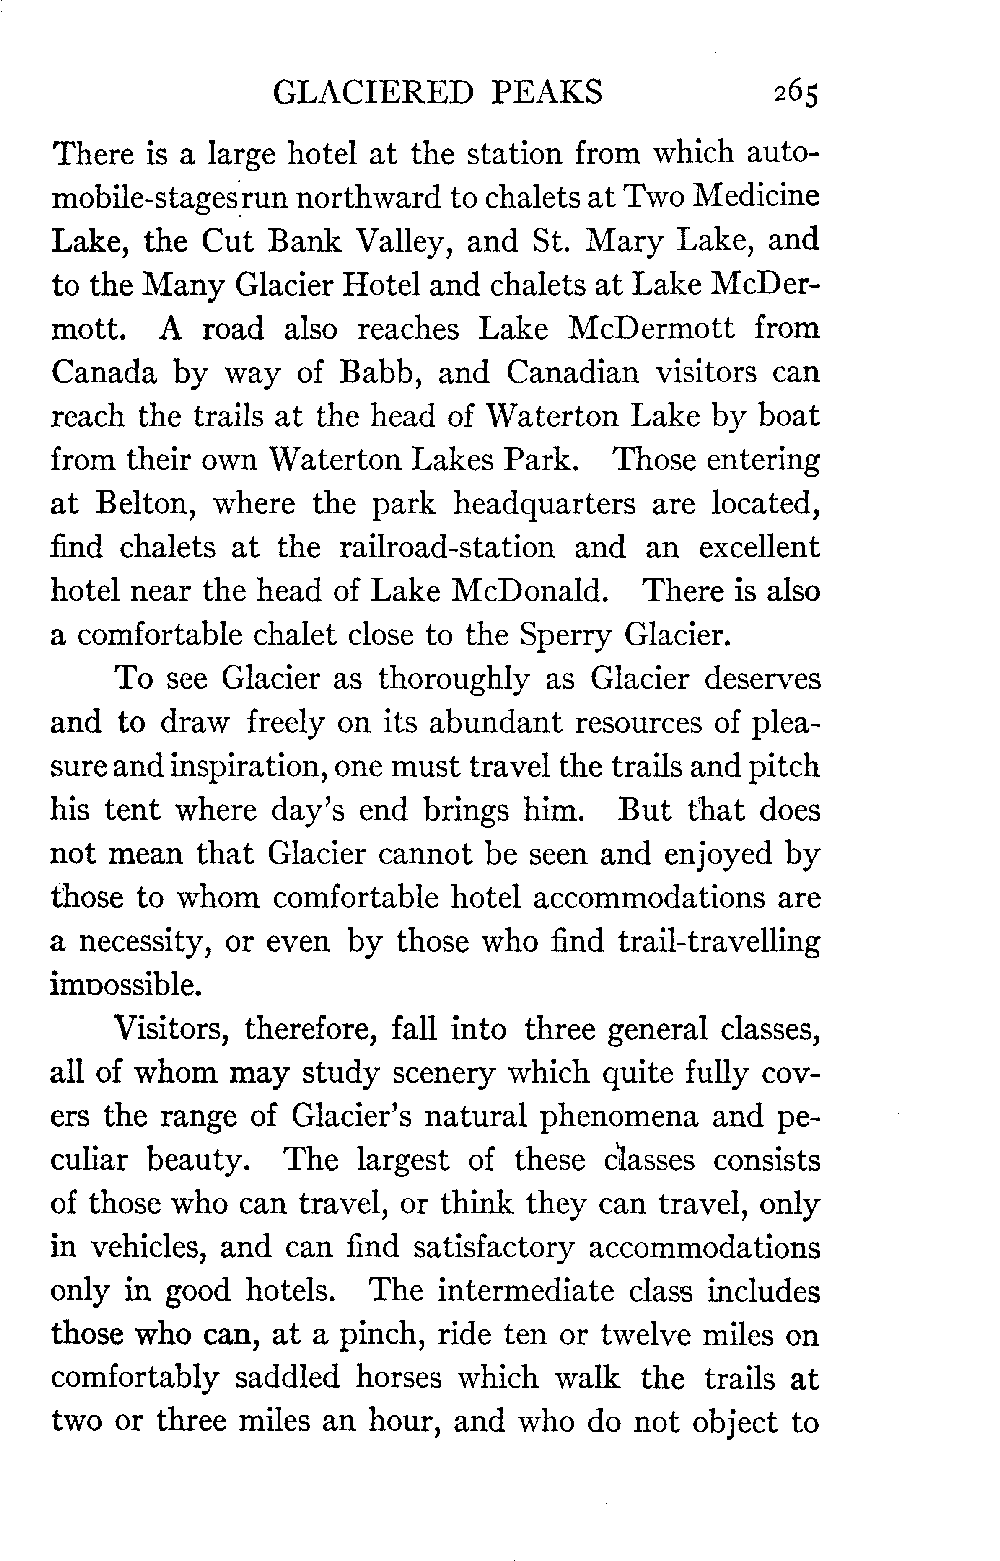 GLACIERED PEAKS 265
There is a large hotel at the station from which auto-
mobile-stages run northward to chalets at Two Medicine
Lake, the Cut Bank Valley, and St. Mary Lake, and
to the Many Glacier Hotel and chalets at Lake McDer-
mott. A road also reaches Lake McDermott from
Canada by way of Babb, and Canadian visitors can
reach the trails at the head of Waterton Lake by boat
from their own Waterton Lakes Park. Those entering
at Belton, where the park headquarters are located,
find chalets at the railroad-station and an excellent
hotel near the head of Lake McDonald. There is also
a comfortable chalet close to the Sperry Glacier.
To see Glacier as thoroughly as Glacier deserves
and to draw freely on its abundant resources of plea-
sure and inspiration, one must travel the trails and pitch
his tent where day's end brings him. But that does
not mean that Glacier cannot be seen and enjoyed by
those to whom comfortable hotel accommodations are
a necessity, or even by those who find trail-travelling
impossible.
Visitors, therefore, fall into three general classes,
all of whom may study scenery which quite fully cov-
ers the range of Glacier's natural phenomena and pe-
culiar beauty. The largest of these classes consists
of those who can travel, or think they can travel, only
in vehicles, and can find satisfactory accommodations
only in good hotels. The intermediate class includes
those who can, at a pinch, ride ten or twelve miles on
comfortably saddled horses which walk the trails at
two or three miles an hour, and who do not object to